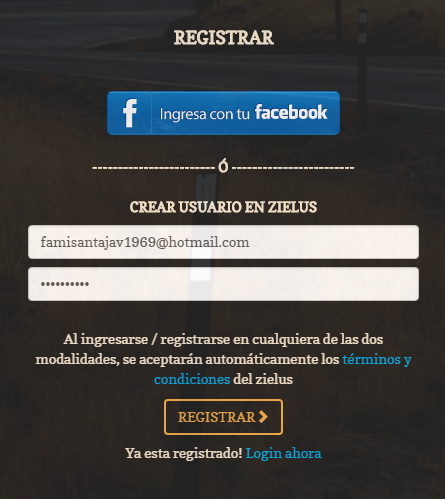 REGISTRAR
f Ingresa con tu facebook
------------------------ Ó ------------------------
CREAR USUARIO EN ZIELUS
famisantajav1969@hotmail.com
••••••••••
Al ingresarse / registrarse en cualquiera de las dos
modalidades, se aceptarán automáticamente los términos y
condiciones del zielus
REGISTRAR
Ya esta registrado! Login ahora